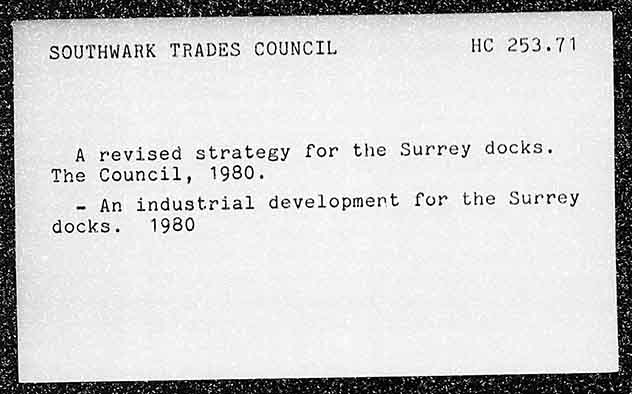 SOUTHWARK TRADES COUNCIL HC 253.71
A revised strategy for the Surrey docks.
The Council, 1980.
- An industrial development for the Surrey
docks. 1980